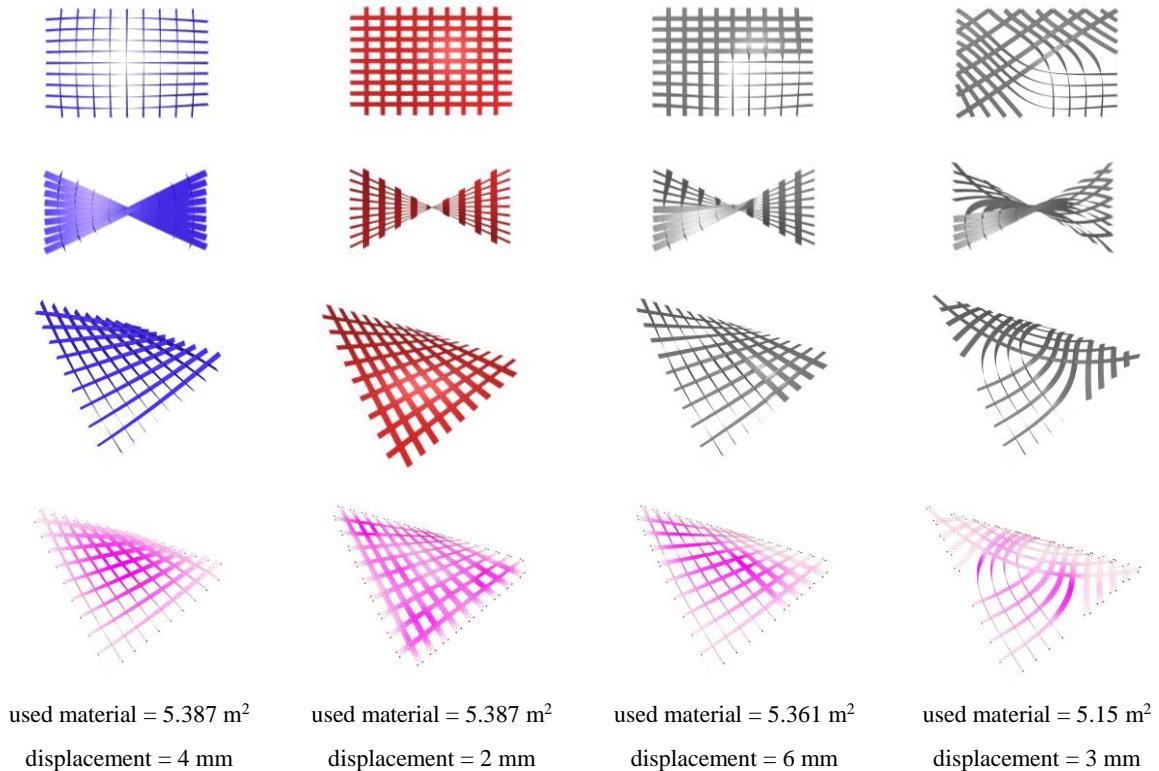 used material = 5.387 m² used material = 5.387 m² used material = 5.361 m² used material = 5.15 m²
displacement = 4 mm displacement = 2 mm displacement = 6 mm displacement = 3 mm